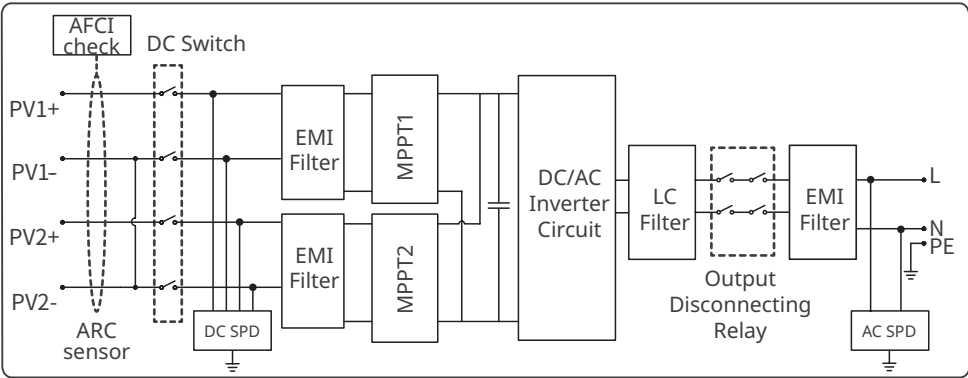 AFCI
check
DC Switch
PV1+
PV1-
PV2+
PV2-
ARC
sensor
DC SPD
EMI
Filter
EMI
Filter
MPPT1
MPPT2
DC/AC
Inverter
Circuit
LC
Filter
Output
Disconnecting
Relay
EMI
Filter
L
N
PE
AC SPD